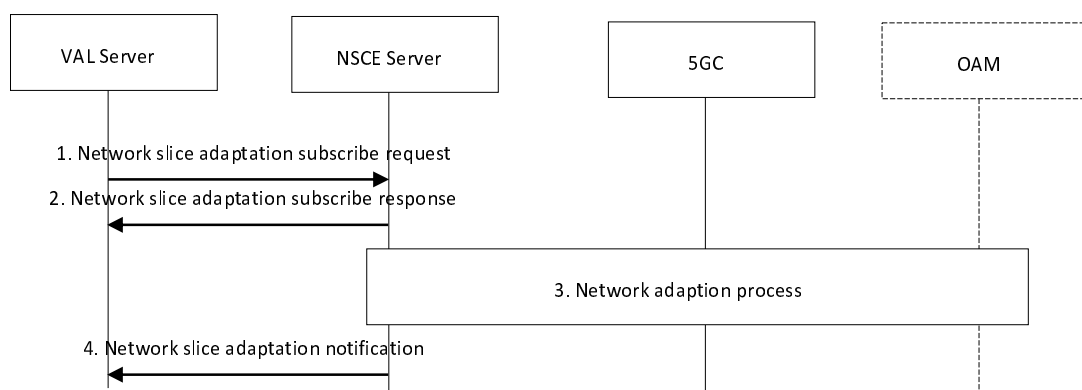 VAL Server
NSCE Server
5GC
OAM
1. Network slice adaptation subscribe request
2. Network slice adaptation subscribe response
3. Network adaption process
4. Network slice adaptation notification